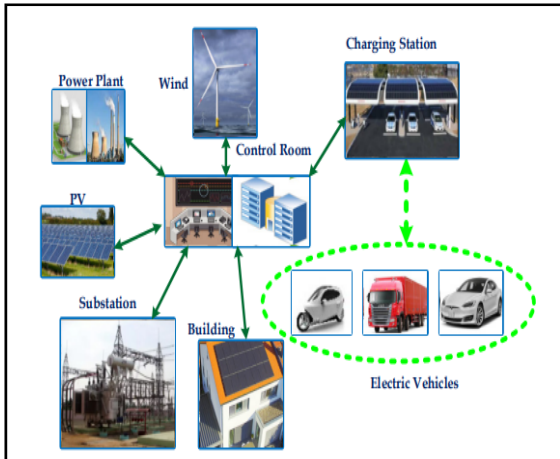 Charging Station
Wind
Power Plant
Control Room
PV
Substation
Building
Electric Vehicles